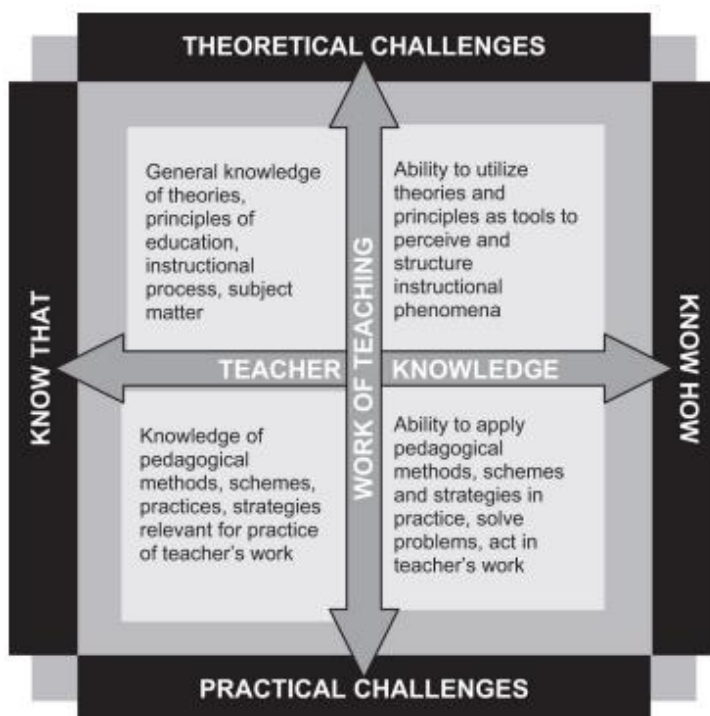 THEORETICAL CHALLENGES
KNOW THAT
General knowledge
of theories,
principles of
education,
instructional
process, subject
matter
WORK OF TEACHING
Ability to utilize
theories and
principles as tools to
perceive and
structure
instructional
phenomena
KNOW HOW
TEACHER KNOWLEDGE
Knowledge of
pedagogical
methods, schemes,
practices, strategies
relevant for practice
of teacher's work
Ability to apply
pedagogical
methods, schemes
and strategies in
practice, solve
problems, act in
teacher's work
PRACTICAL CHALLENGES